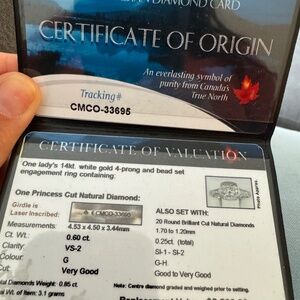 DIAMOND CARD
CERTIFICATE OF ORIGIN
An everlasting symbol of
purity from Canada's
True North
Tracking#
CMCO-33695
CERTIFICATE OF VALUATION
One lady's 14kt. white gold 4-prong and bead set
engagement ring containing:
One Princess Cut Natural Diamond:
Girdle is
Laser Inscribed:
CMCO-33695
Measurements: 4.53 x 4.50 x 3.44mm
Ct. Wt.: 0.60 ct.
Clarity: VS-2
Colour: G
Cut: Very Good
ALSO SET WITH:
20 Round Brilliant Cut Natural Diamonds
1.70 to 1.20mm
0.25ct. (total)
SI-1 - SI-2
G-H
Good to Very Good
Photo Approx.
Diamonds Weight: 0.85 ct.
Wt. of Item: 3.1 grams
Note: Centre diamond graded and weighed prior to setting.